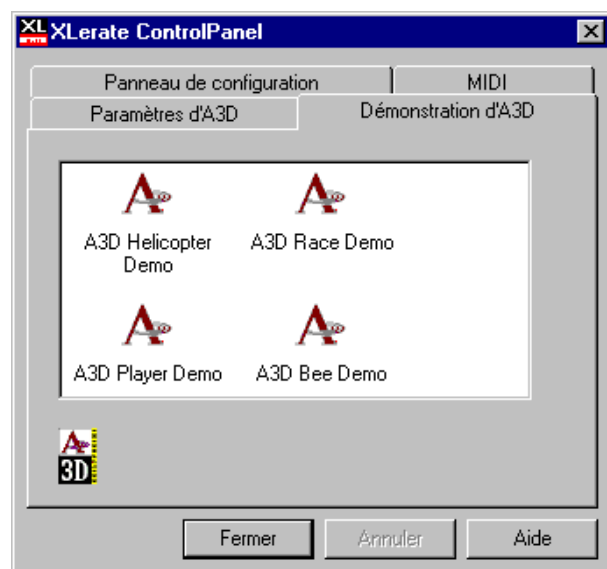 XLerate ControlPanel
Panneau de configuration
MIDI
Paramètres d'A3D
Démonstration d'A3D
A3D Helicopter
Demo
A3D Race Demo
A3D Player Demo
A3D Bee Demo
3D
Fermer
Annuler
Aide